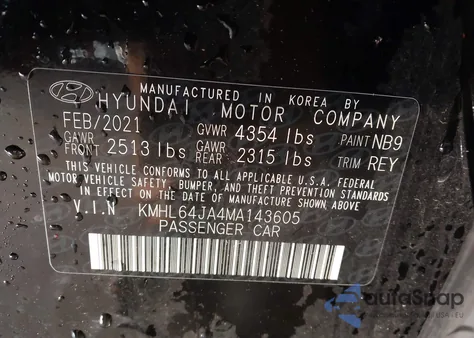 MANUFACTURED IN KOREA BY
HYUNDAI MOTOR COMPANY
FEB/2021 GVWR 4354 lbs PAINT NB9
GAWR FRONT 2513 lbs GAWR REAR 2315 lbs TRIM REY
THIS VEHICLE CONFORMS TO ALL APPLICABLE U.S.A. FEDERAL
MOTOR VEHICLE SAFETY, BUMPER, AND THEFT PREVENTION STANDARDS
IN EFFECT ON THE DATE OF MANUFACTURE SHOWN ABOVE.
V.I.N KMHL64JA4MA143605
PASSENGER CAR
autaSnap